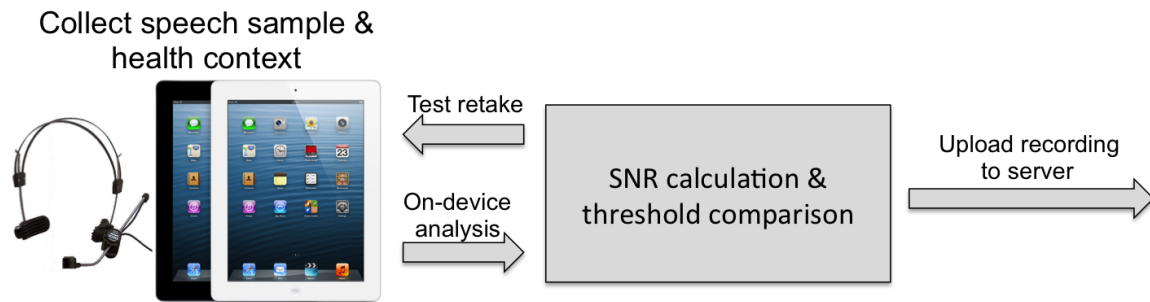 Collect speech sample &
health context
Test retake
On-device
analysis
SNR calculation &
threshold comparison
Upload recording
to server